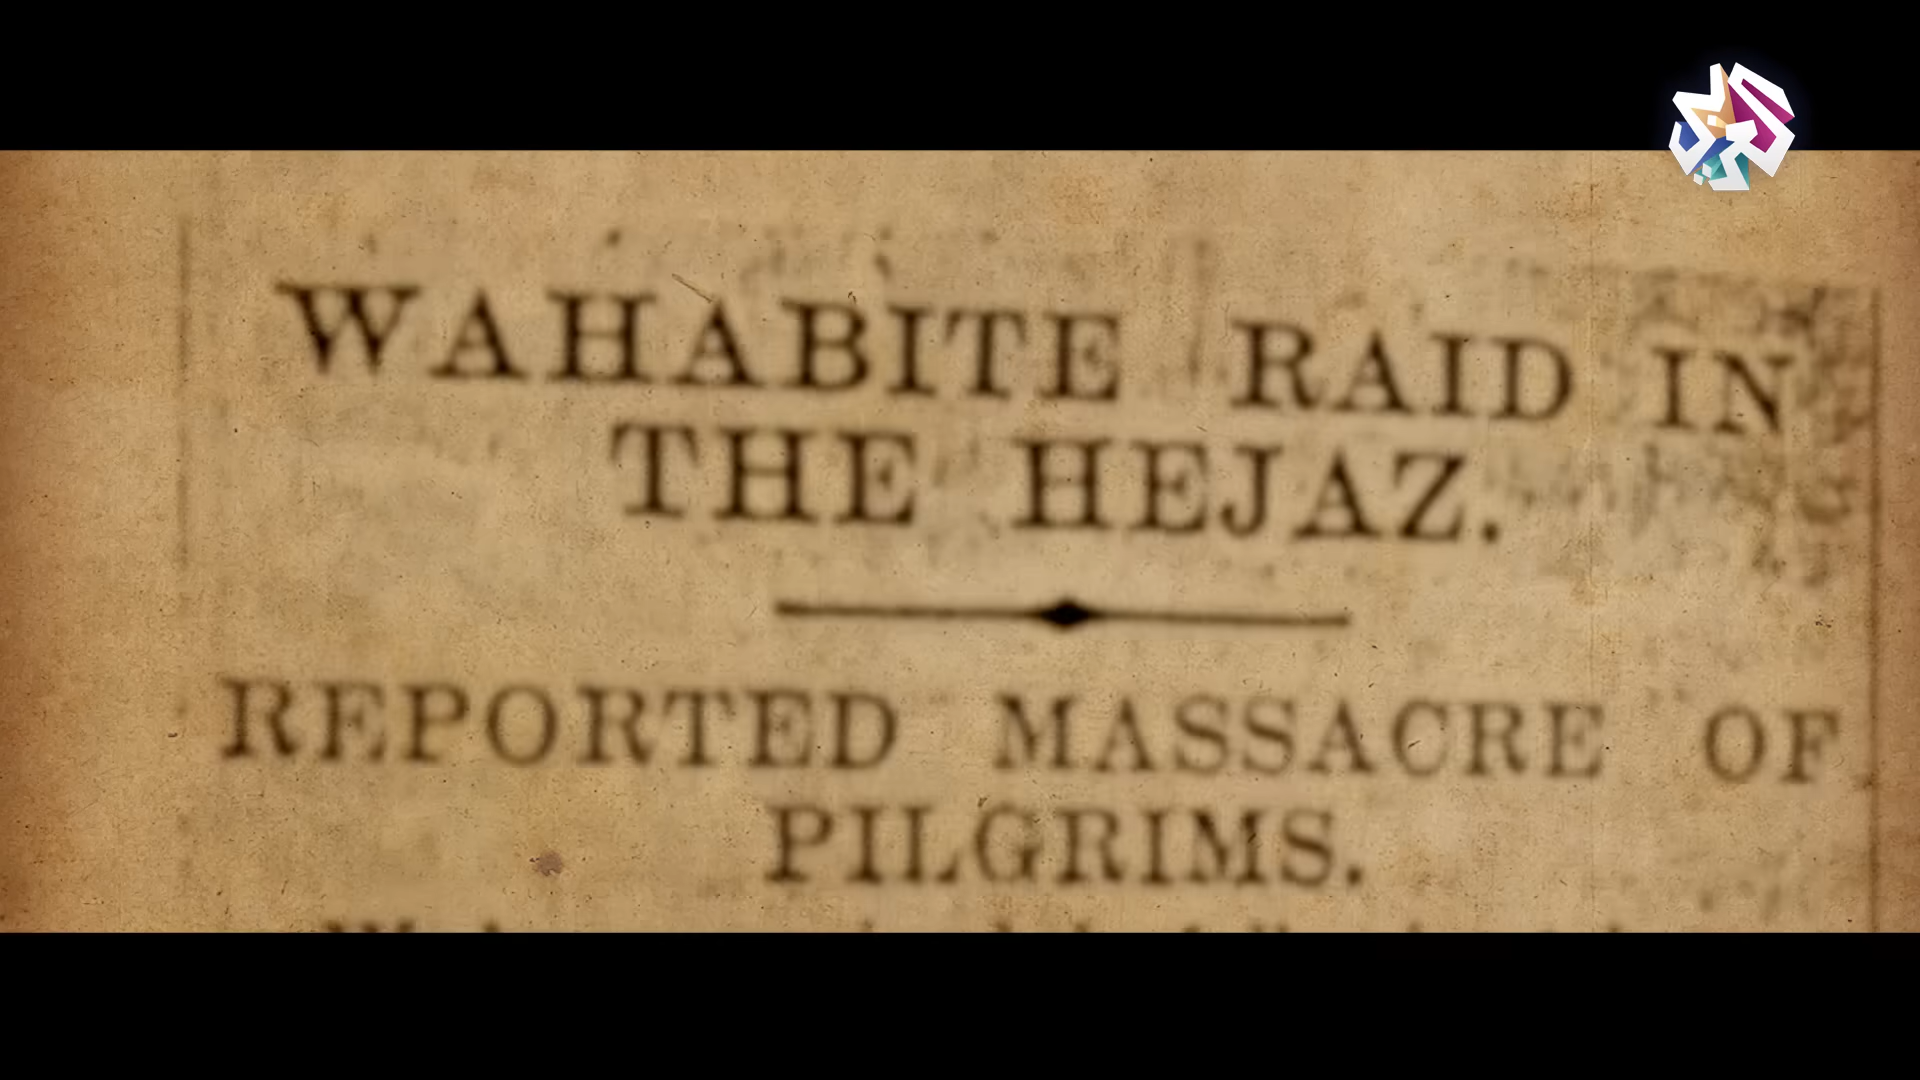 WAHABITE RAID IN
THE HEJAZ.
REPORTED MASSACRE OF
PILGRIMS.